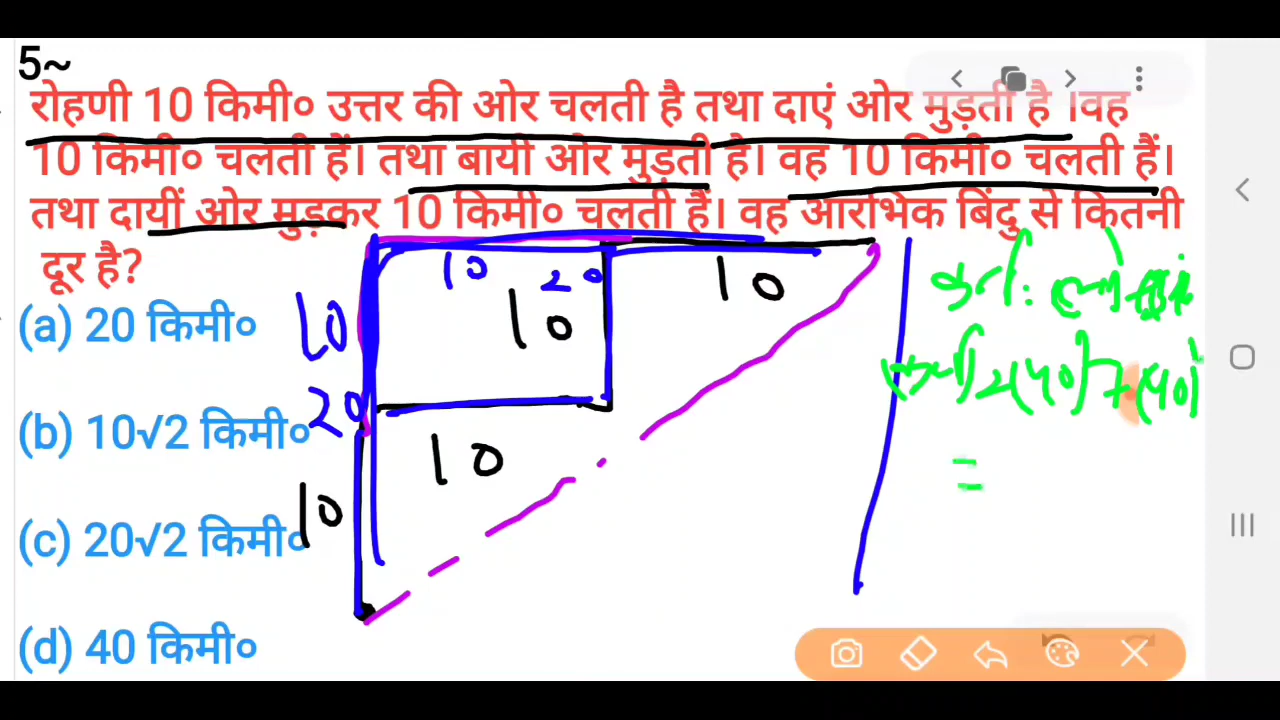 5~
रोहणी 10 किमी० उत्तर की ओर चलती है तथा दाएं ओर मुड़ती है ।वह
10 किमी० चलती हैं। तथा बायी ओर मुड़ती है। वह 10 किमी० चलती हैं।
तथा दायीं ओर मुड़कर 10 किमी० चलती हैं। वह आरंभिक बिंदु से कितनी
दूर है?
(a) 20 किमी०
(b) 10√2 किमी०
(c) 20√2 किमी०
(d) 40 किमी०
10
20
10
10
20
10
10
10
=